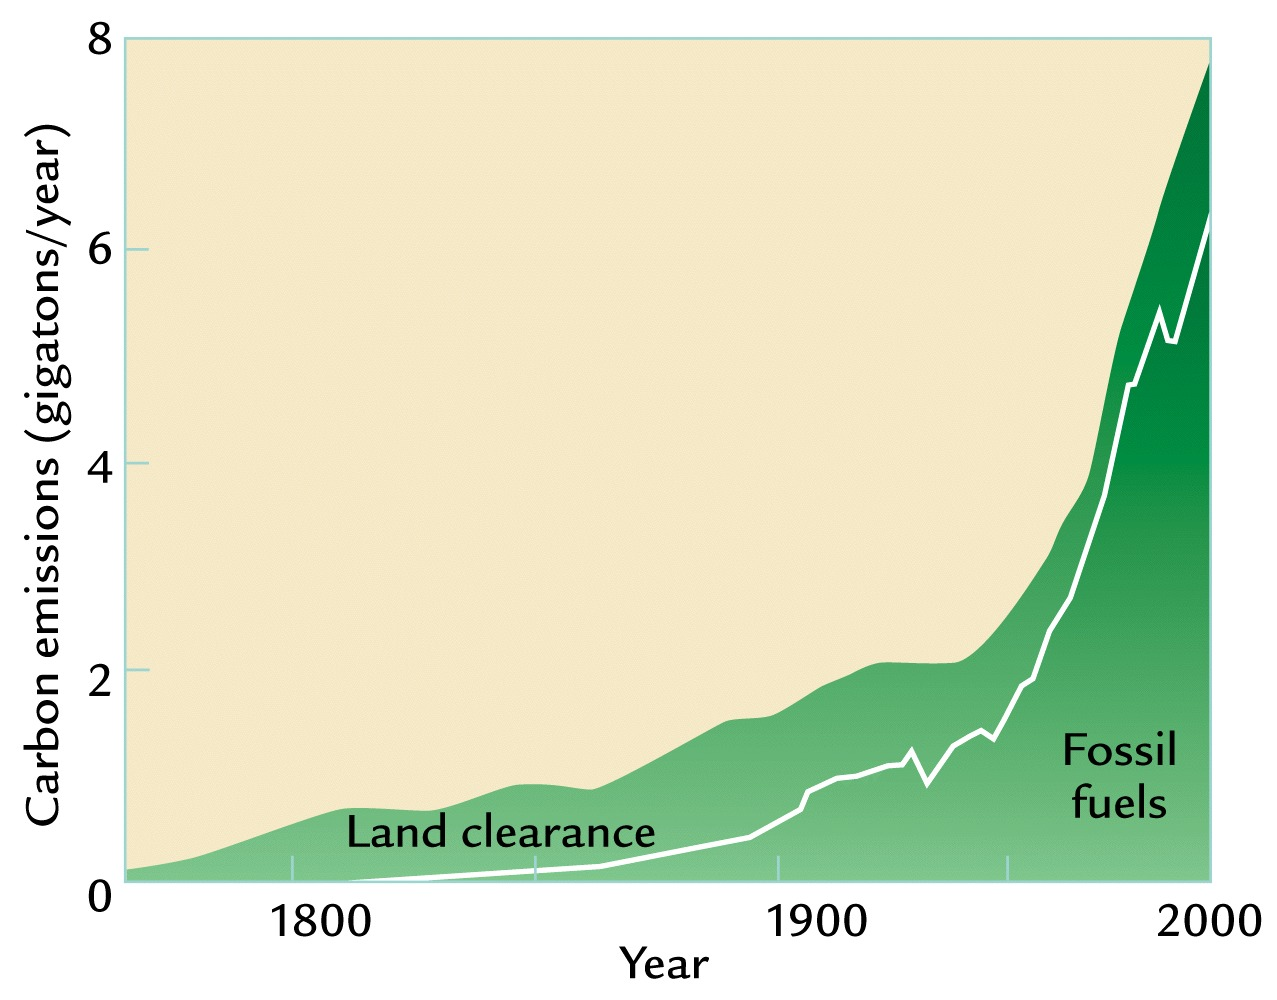 8
6
4
2
0
Carbon emissions (gigatons/year)
Land clearance
Fossil
fuels
1800
1900
2000
Year